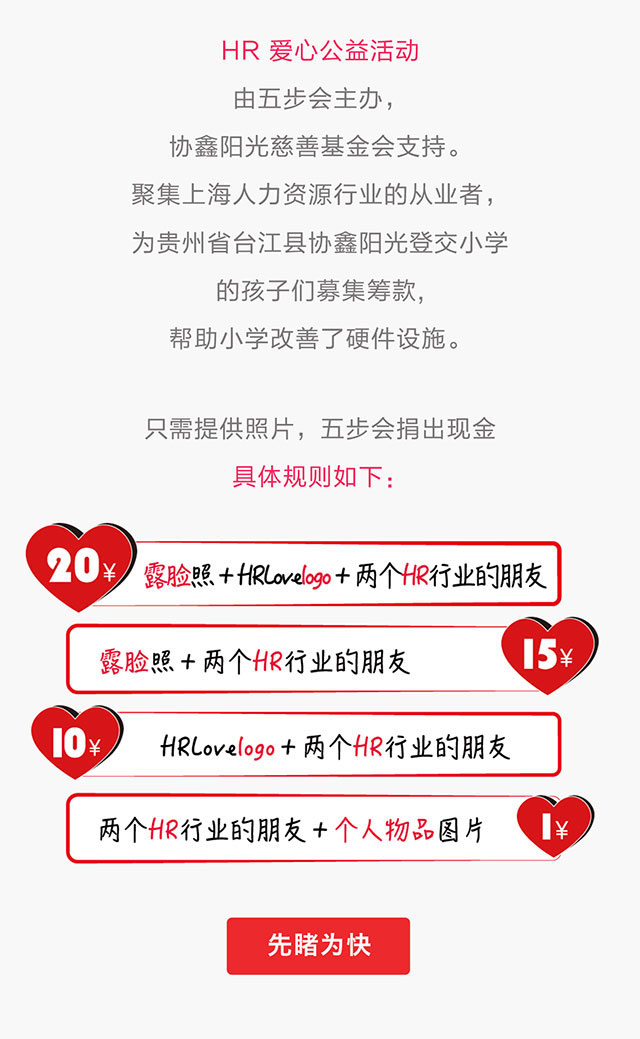 HR 爱心公益活动
由五步会主办，
协鑫阳光慈善基金会支持。
聚集上海人力资源行业的从业者，
为贵州省台江县协鑫阳光登交小学
的孩子们募集筹款，
帮助小学改善了硬件设施。
只需提供照片，五步会捐出现金
具体规则如下：
20¥ 露脸照+HRLovelogo+两个HR行业的朋友
露脸照+两个HR行业的朋友 15¥
10¥ HRLovelogo+两个HR行业的朋友
两个HR行业的朋友+个人物品图片 1¥
先睹为快